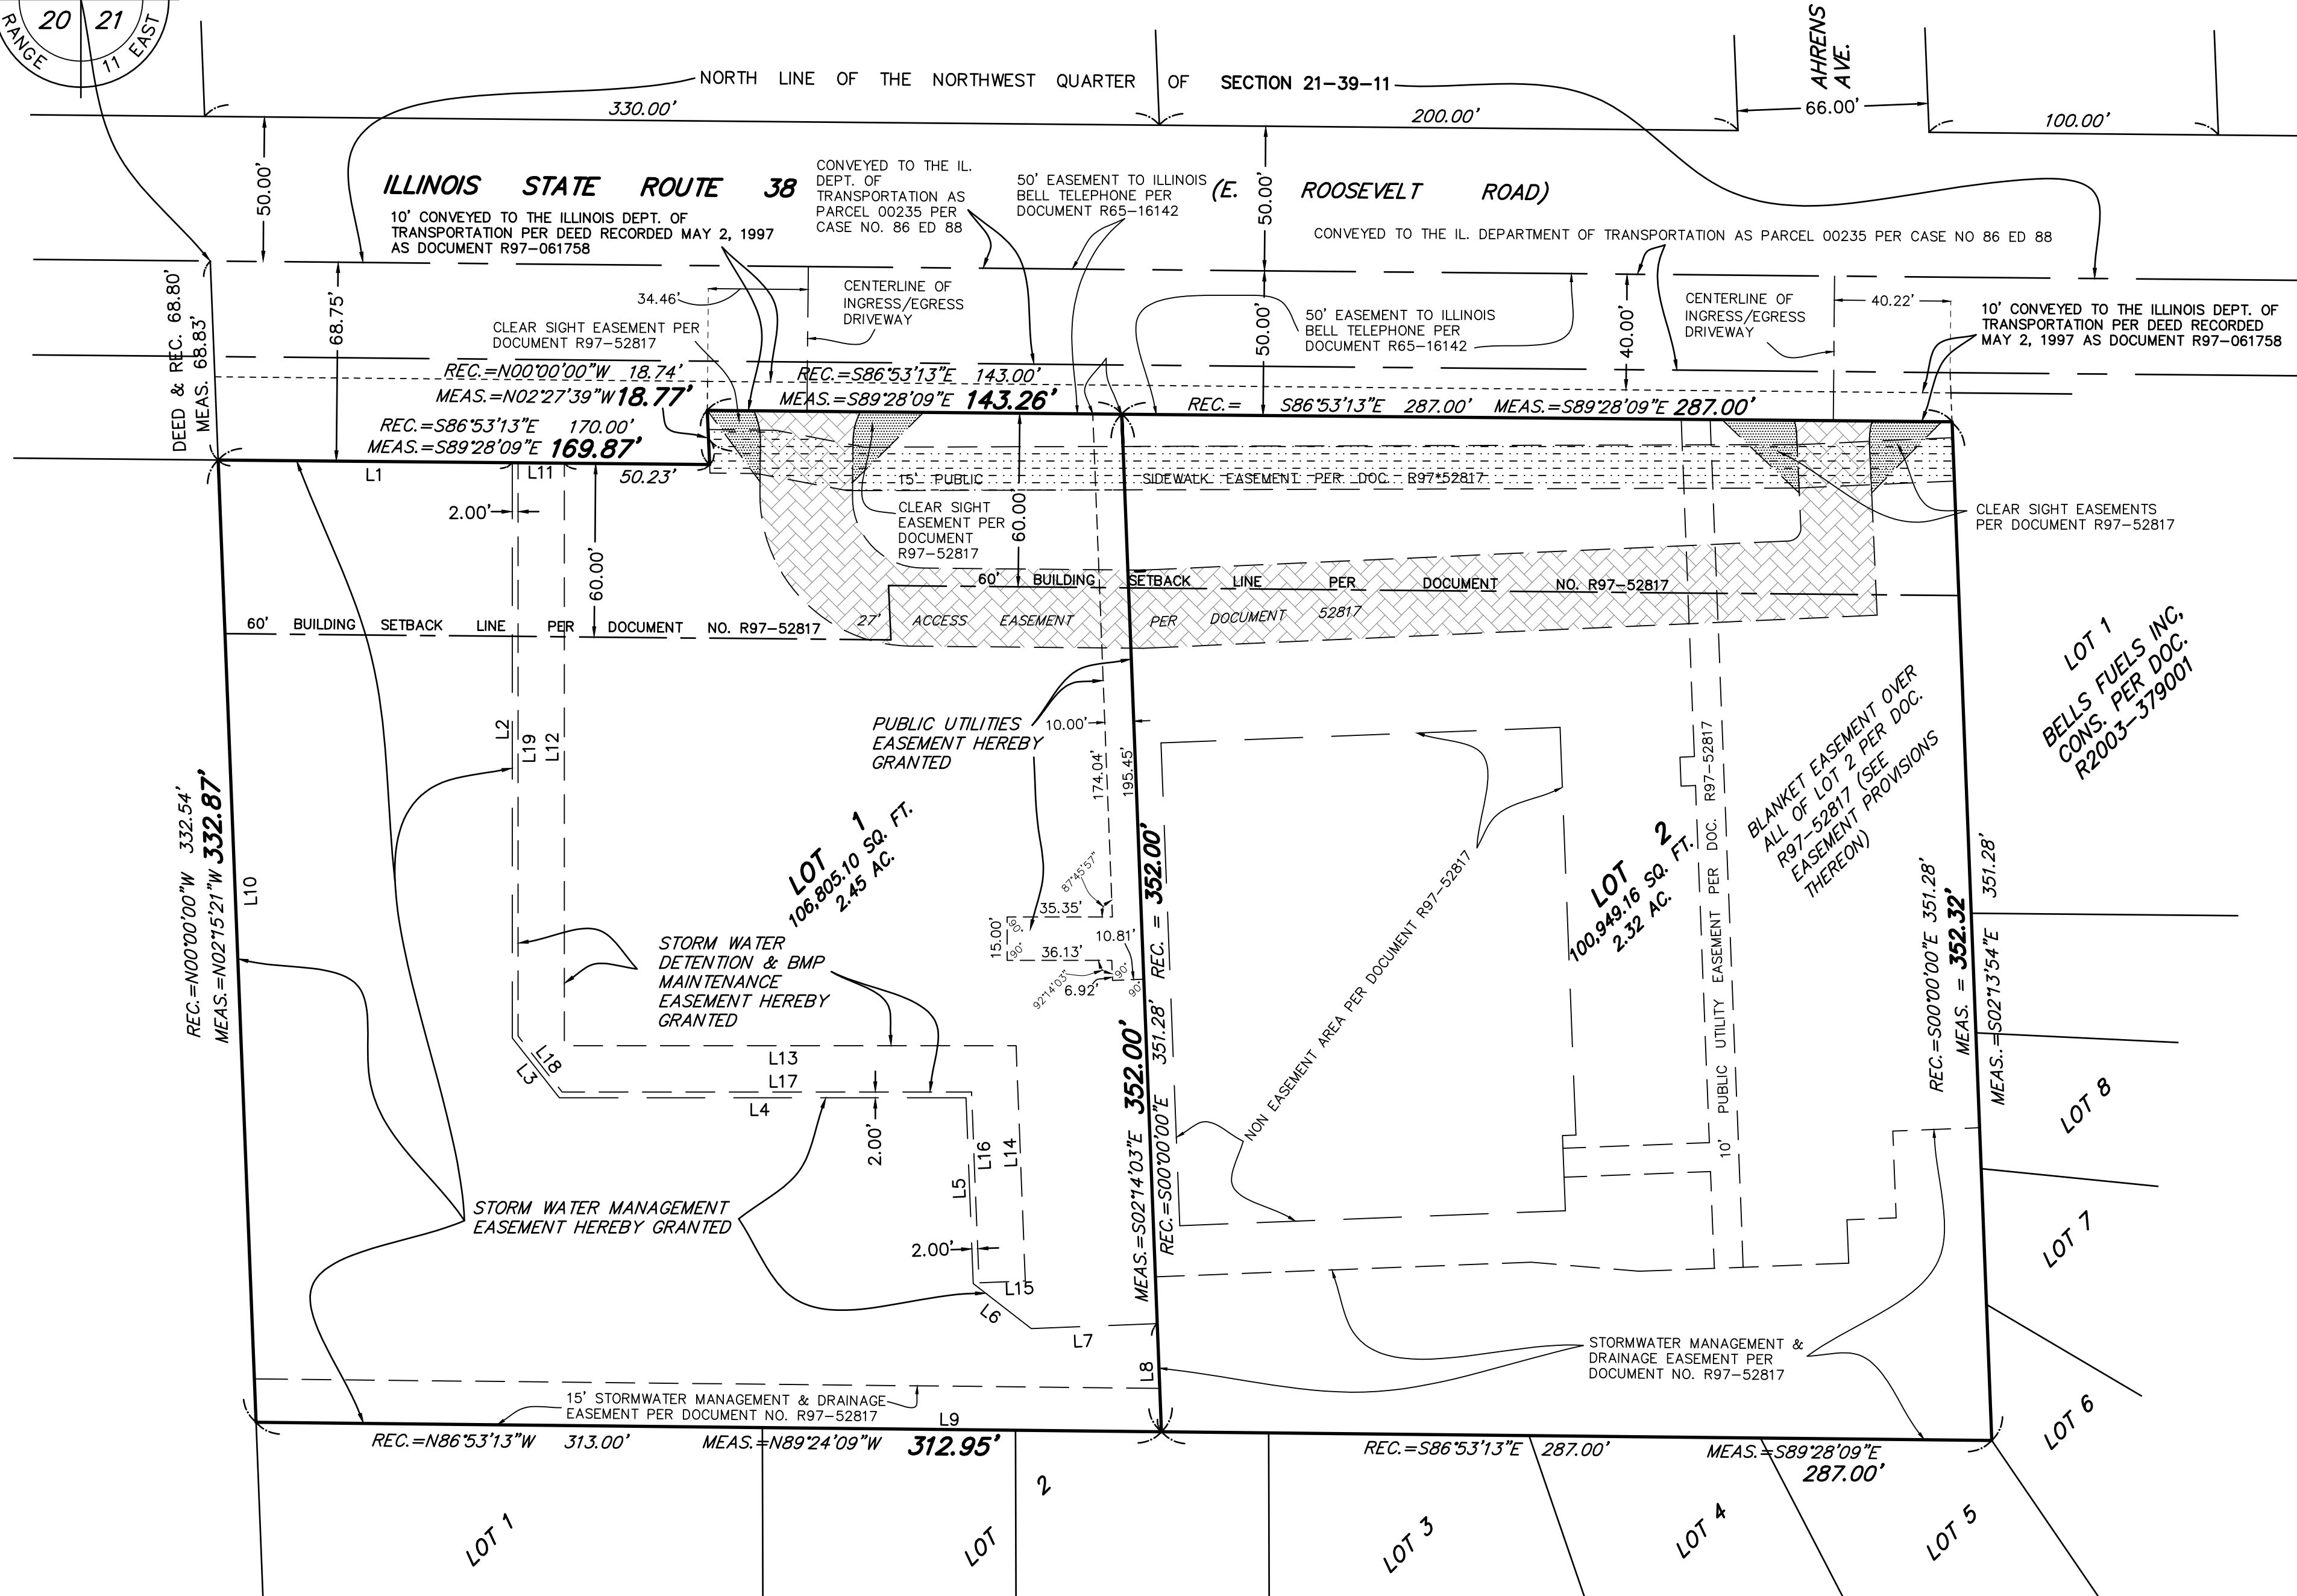 20 21
RANGE 11 EAST
AHRENS
AVE.
NORTH LINE OF THE NORTHWEST QUARTER OF SECTION 21-39-11
330.00'
200.00'
66.00'
100.00'
50.00'
ILLINOIS STATE ROUTE 38
(E. ROOSEVELT ROAD)
10' CONVEYED TO THE ILLINOIS DEPT. OF
TRANSPORTATION PER DEED RECORDED MAY 2, 1997
AS DOCUMENT R97-061758
CONVEYED TO THE IL.
DEPT. OF
TRANSPORTATION AS
PARCEL 00235 PER
CASE NO. 86 ED 88
50' EASEMENT TO ILLINOIS
BELL TELEPHONE PER
DOCUMENT R65-16142
50.00'
CONVEYED TO THE IL. DEPARTMENT OF TRANSPORTATION AS PARCEL 00235 PER CASE NO 86 ED 88
DEED & REC. 68.80'
MEAS. 68.83'
68.75'
34.46'
CENTERLINE OF
INGRESS/EGRESS
DRIVEWAY
CLEAR SIGHT EASEMENT PER
DOCUMENT R97-52817
50.00'
50' EASEMENT TO ILLINOIS
BELL TELEPHONE PER
DOCUMENT R65-16142
40.00'
CENTERLINE OF
INGRESS/EGRESS
DRIVEWAY
40.22'
10' CONVEYED TO THE ILLINOIS DEPT. OF
TRANSPORTATION PER DEED RECORDED
MAY 2, 1997 AS DOCUMENT R97-061758
REC.=N00°00'00"W 18.74'
MEAS.=N02°27'39"W 18.77'
REC.=S86°53'13"E 143.00'
MEAS.=S89°28'09"E 143.26'
REC.= S86°53'13"E 287.00' MEAS.=S89°28'09"E 287.00'
REC.=S86°53'13"E 170.00'
MEAS.=S89°28'09"E 169.87'
L1
L11
50.23'
2.00'
60.00'
15' PUBLIC SIDEWALK EASEMENT PER DOC. R97*52817
CLEAR SIGHT
EASEMENT PER
DOCUMENT
R97-52817
60.00'
CLEAR SIGHT EASEMENTS
PER DOCUMENT R97-52817
60' BUILDING SETBACK LINE PER DOCUMENT NO. R97-52817
60' BUILDING SETBACK LINE PER DOCUMENT NO. R97-52817
27' ACCESS EASEMENT PER DOCUMENT 52817
LOT 1
BELLS FUELS INC,
CONS. PER DOC.
R2003-379001
L2
L19
L12
PUBLIC UTILITIES
EASEMENT HEREBY
GRANTED
10.00'
174.04'
195.45'
10' PUBLIC UTILITY EASEMENT PER DOC. R97-52817
BLANKET EASEMENT OVER
ALL OF LOT 2 PER DOC.
R97-52817 (SEE
EASEMENT PROVISIONS
THEREON)
REC.=N00°00'00"W 332.54'
MEAS.=N02°15'21"W 332.87'
L10
LOT 1
106,805.10 SQ. FT.
2.45 AC.
87°45'57"
35.35'
15.00'
90°
90°
36.13'
10.81'
92°14'03"
6.92'
90°
90°
REC. = 352.00'
NON EASEMENT AREA PER DOCUMENT R97-52817
LOT 2
100,949.16 SQ. FT.
2.32 AC.
REC.=S00°00'00"E 351.28'
MEAS. = 352.32'
MEAS..=S02°13'54"E 351.28'
STORM WATER
DETENTION & BMP
MAINTENANCE
EASEMENT HEREBY
GRANTED
L18
L3
L13
L17
L4
2.00'
L16
L14
L5
MEAS.=S02°14'03"E 352.00'
REC.=S00°00'00"E 351.28'
LOT 8
STORM WATER MANAGEMENT
EASEMENT HEREBY GRANTED
2.00'
L15
L6
L7
L8
LOT 7
STORMWATER MANAGEMENT &
DRAINAGE EASEMENT PER
DOCUMENT NO. R97-52817
15' STORMWATER MANAGEMENT & DRAINAGE
EASEMENT PER DOCUMENT NO. R97-52817
L9
LOT 6
REC.=N86°53'13"W 313.00' MEAS.=N89°24'09"W 312.95'
REC.=S86°53'13"E 287.00' MEAS.=S89°28'09"E
287.00'
LOT 1
LOT 2
LOT 3
LOT 4
LOT 5